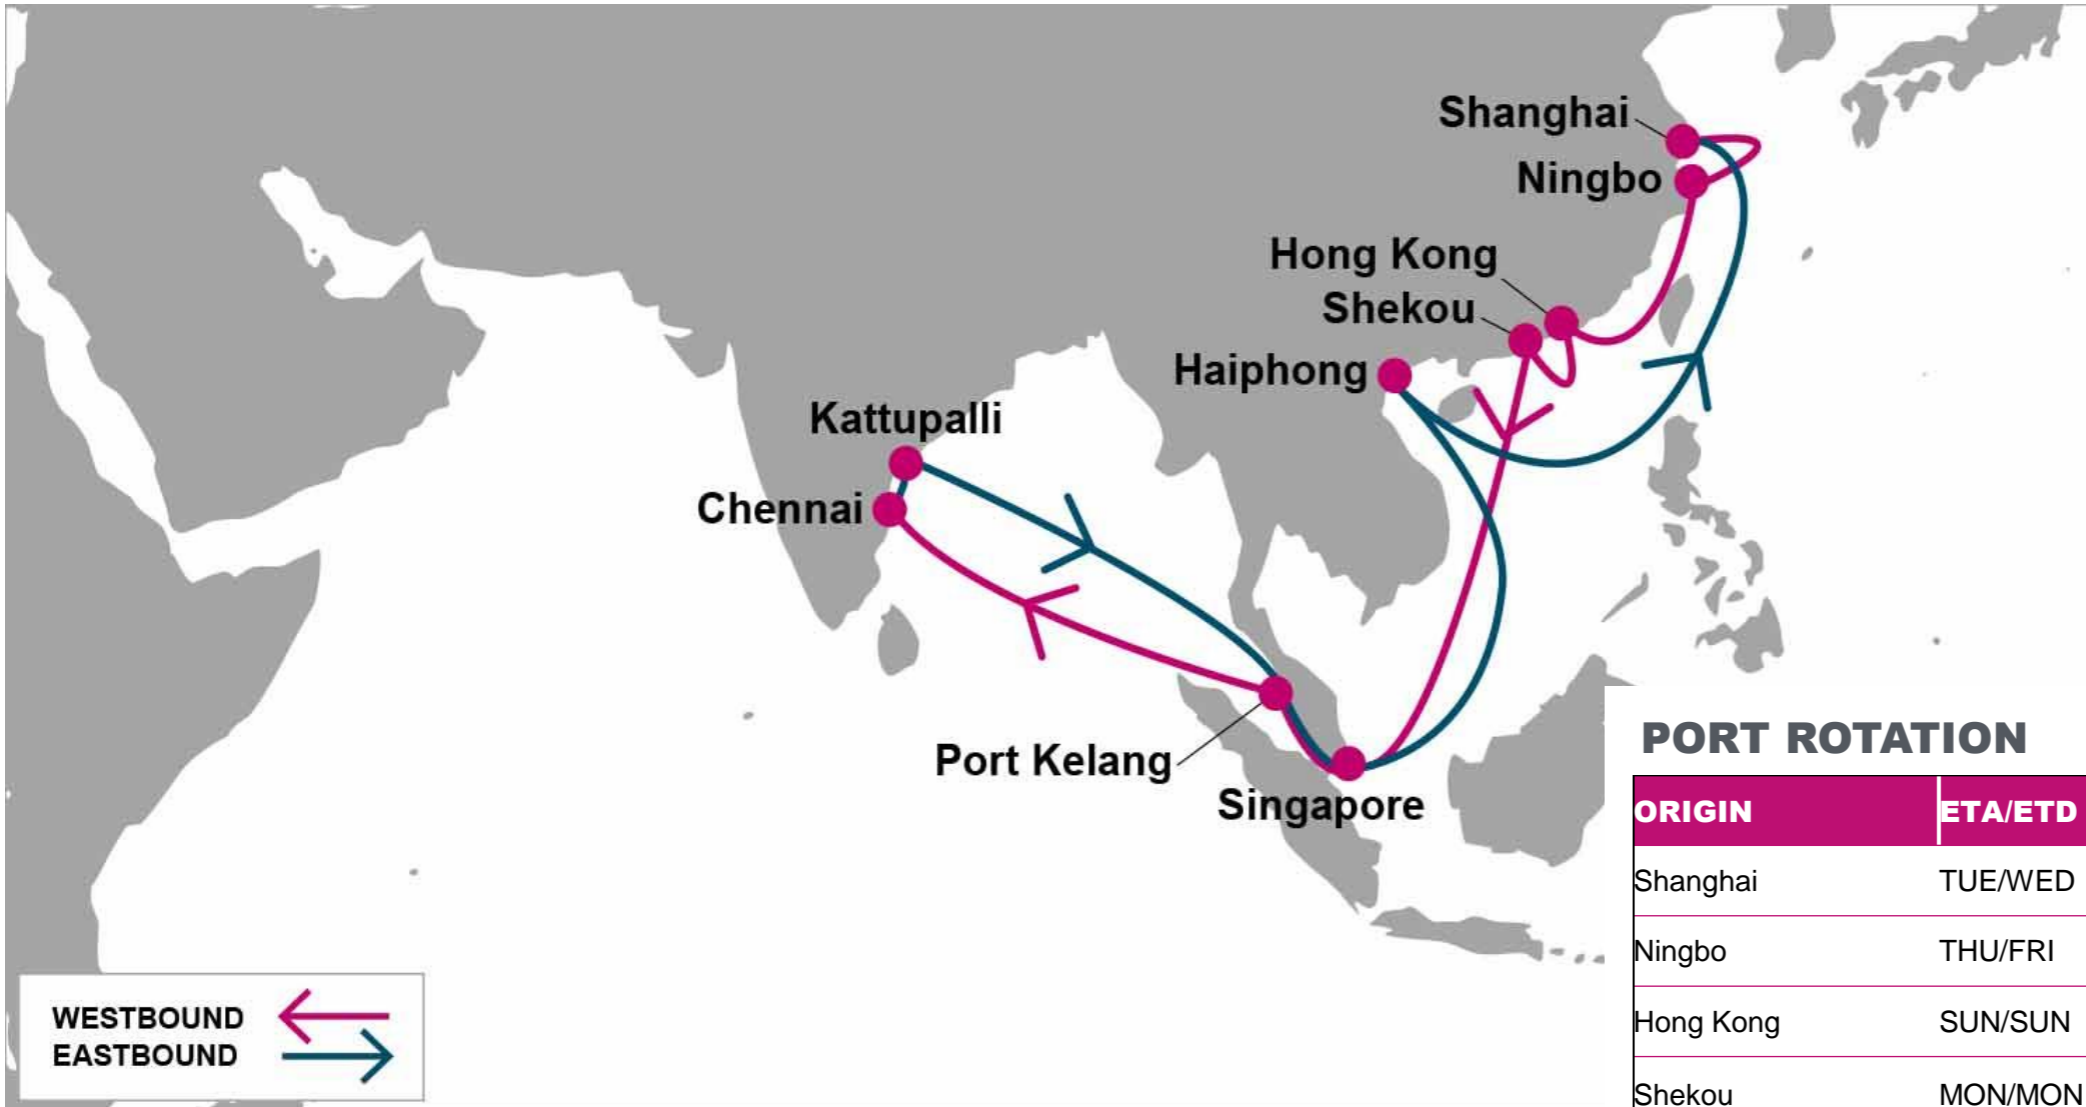 Shanghai
Ningbo
Hong Kong
Shekou
Haiphong
Kattupalli
Chennai
Port Kelang
Singapore
WESTBOUND
EASTBOUND
PORT ROTATION
ORIGIN ETA/ETD
Shanghai TUE/WED
Ningbo THU/FRI
Hong Kong SUN/SUN
Shekou MON/MON